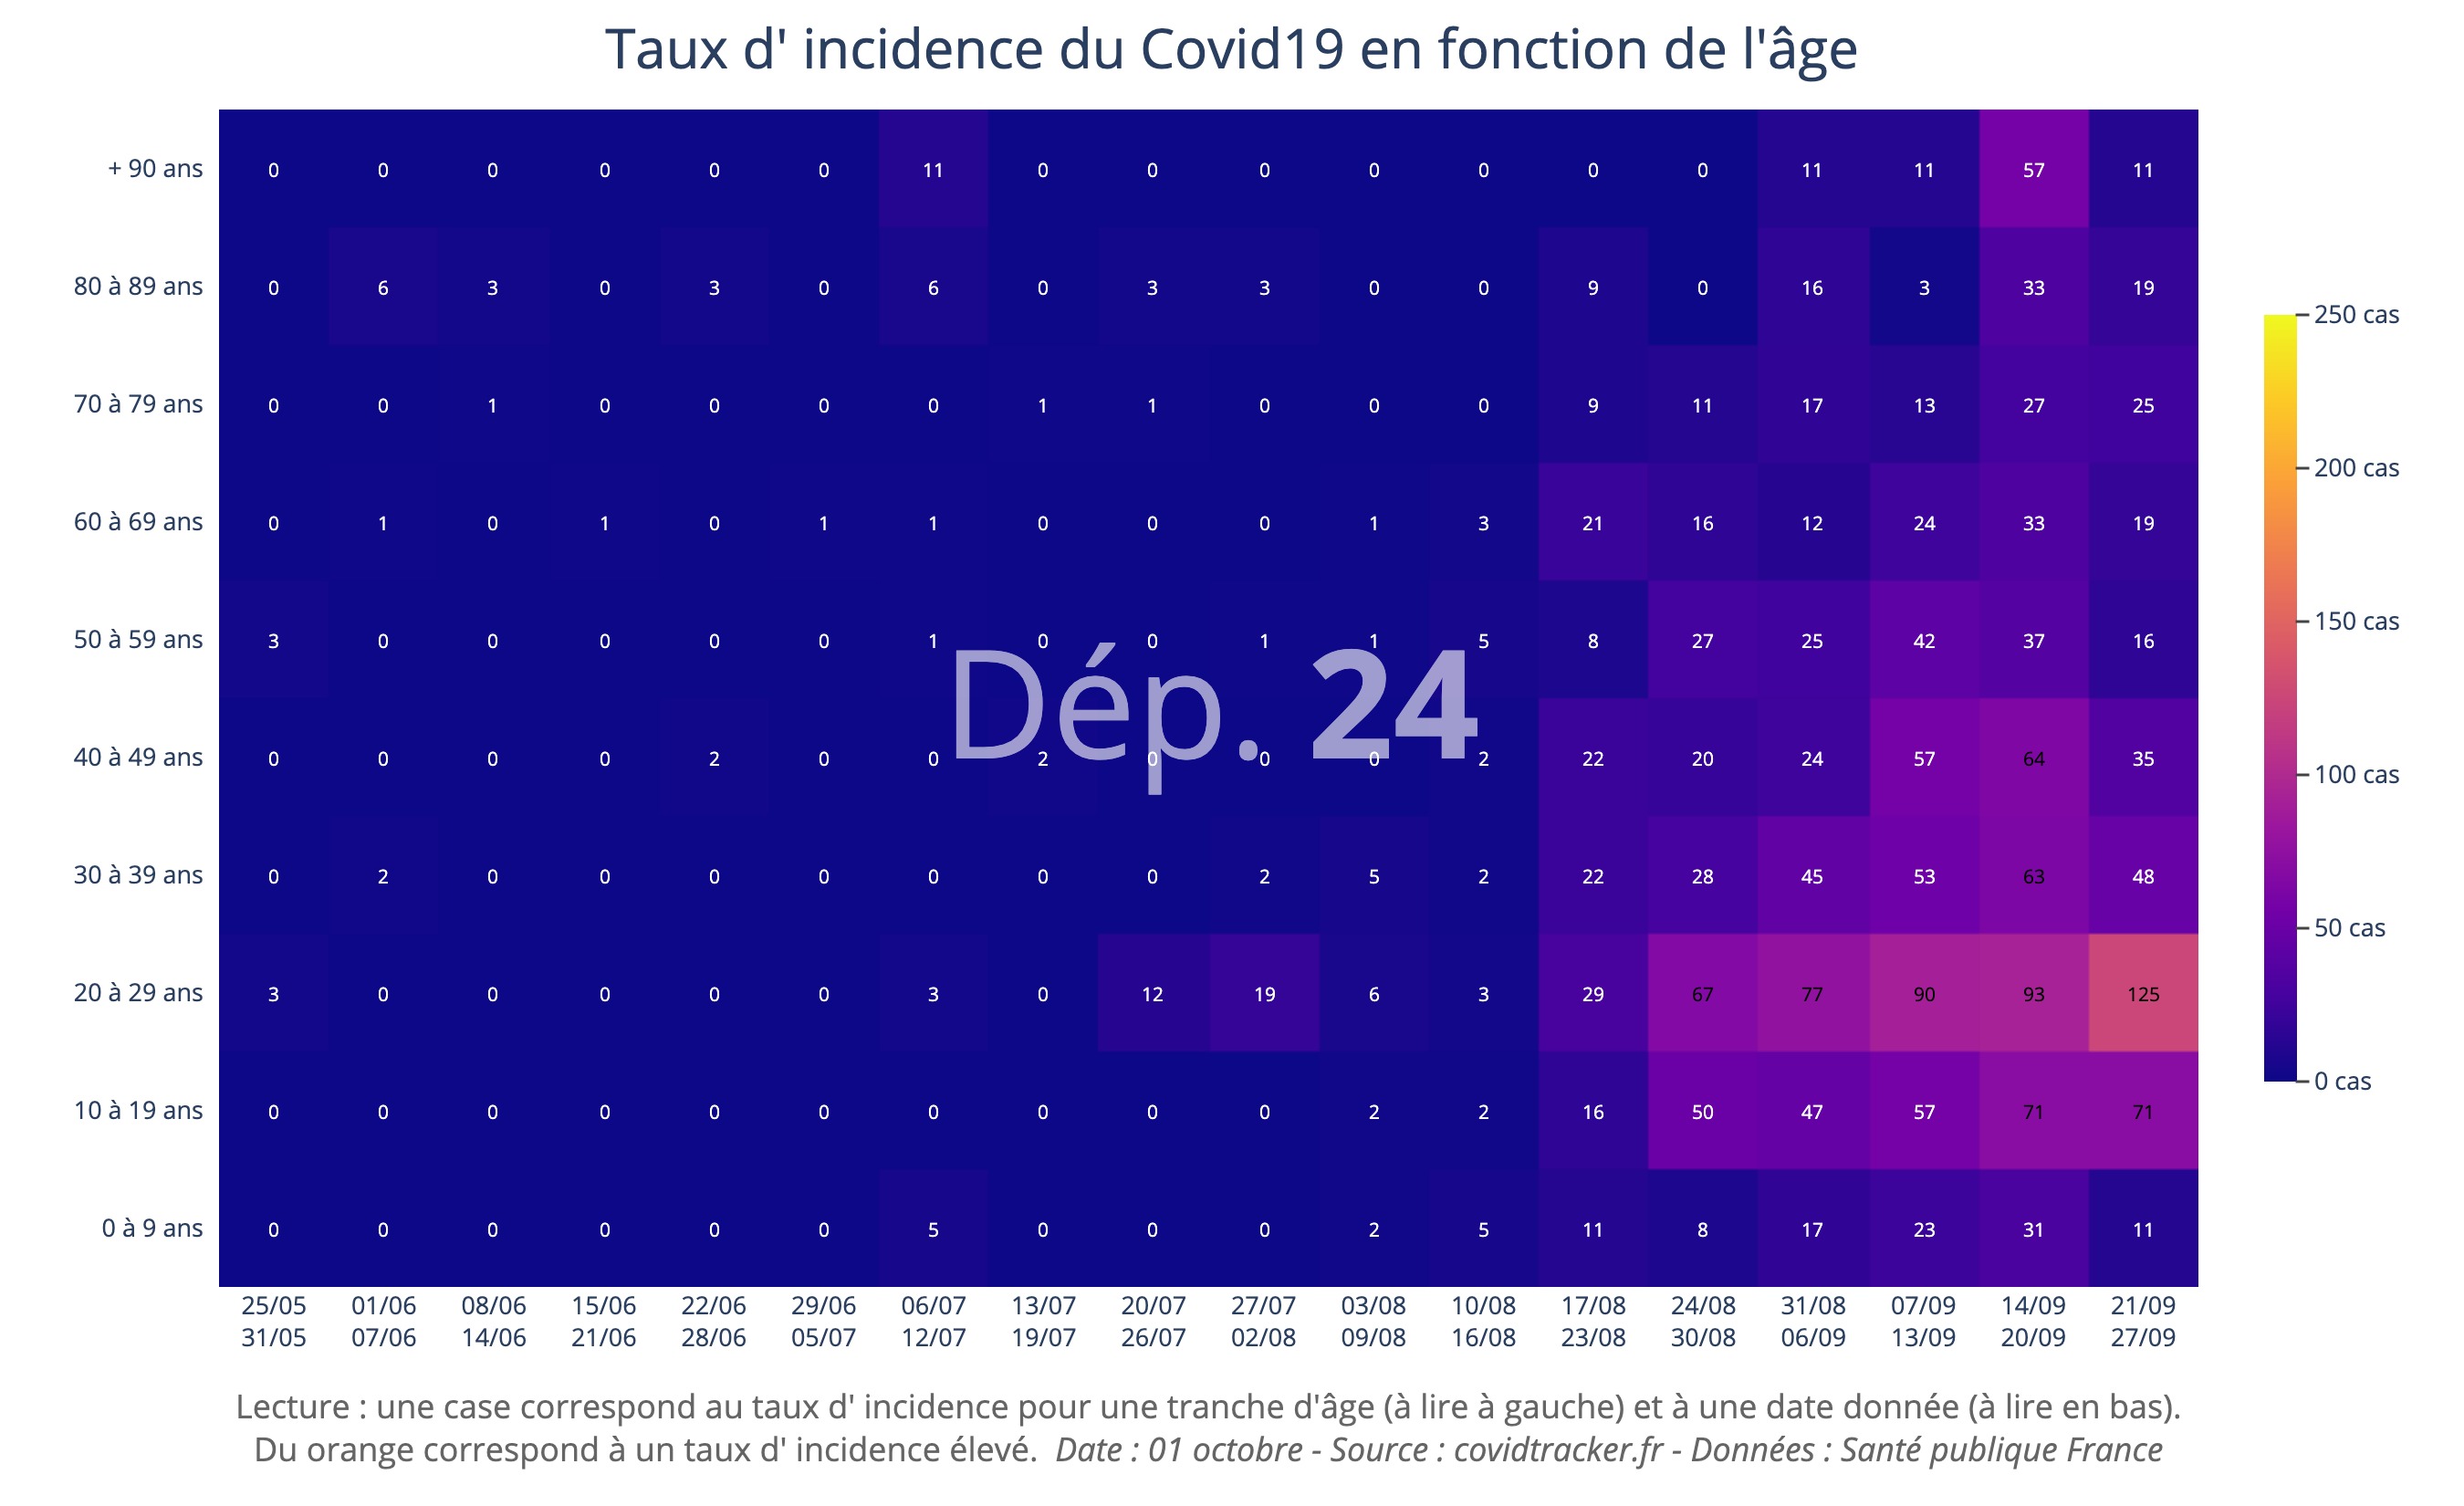 Taux d' incidence du Covid19 en fonction de l'âge
+ 90 ans 0 0 0 0 0 0 11 0 0 0 0 0 0 0 11 11 57 11
80 à 89 ans 0 6 3 0 3 0 6 0 3 3 0 0 9 0 16 3 33 19
70 à 79 ans 0 0 1 0 0 0 0 1 1 0 0 0 9 11 17 13 27 25
60 à 69 ans 0 1 0 1 0 1 1 0 0 0 1 3 21 16 12 24 33 19
50 à 59 ans 3 0 0 0 0 0 1 0 0 1 1 5 8 27 25 42 37 16
Dép. 24
40 à 49 ans 0 0 0 0 2 0 0 2 0 0 0 2 22 20 24 57 64 35
30 à 39 ans 0 2 0 0 0 0 0 0 0 2 5 2 22 28 45 53 63 48
20 à 29 ans 3 0 0 0 0 0 3 0 12 19 6 3 29 67 77 90 93 125
10 à 19 ans 0 0 0 0 0 0 0 0 0 0 2 2 16 50 47 57 71 71
0 à 9 ans 0 0 0 0 0 0 5 0 0 0 2 5 11 8 17 23 31 11
25/05 01/06 08/06 15/06 22/06 29/06 06/07 13/07 20/07 27/07 03/08 10/08 17/08 24/08 31/08 07/09 14/09 21/09
31/05 07/06 14/06 21/06 28/06 05/07 12/07 19/07 26/07 02/08 09/08 16/08 23/08 30/08 06/09 13/09 20/09 27/09
250 cas
200 cas
150 cas
100 cas
50 cas
0 cas
Lecture : une case correspond au taux d' incidence pour une tranche d'âge (à lire à gauche) et à une date donnée (à lire en bas).
Du orange correspond à un taux d' incidence élevé. Date : 01 octobre - Source : covidtracker.fr - Données : Santé publique France